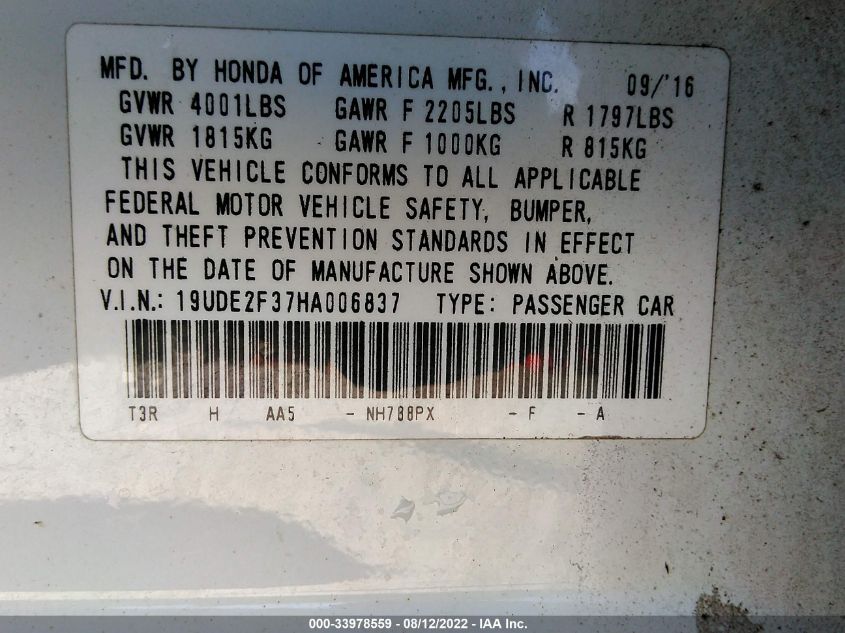 MFD. BY HONDA OF AMERICA MFG., INC. 09/'16
GVWR 4001LBS GAWR F 2205LBS R 1797LBS
GVWR 1815KG GAWR F 1000KG R 815KG
THIS VEHICLE CONFORMS TO ALL APPLICABLE
FEDERAL MOTOR VEHICLE SAFETY, BUMPER,
AND THEFT PREVENTION STANDARDS IN EFFECT
ON THE DATE OF MANUFACTURE SHOWN ABOVE.
V.I.N.: 19UDE2F37HA006837 TYPE: PASSENGER CAR
T3R H AA5 - NH788PX - F - A
000-33978559 - 08/12/2022 - IAA Inc.